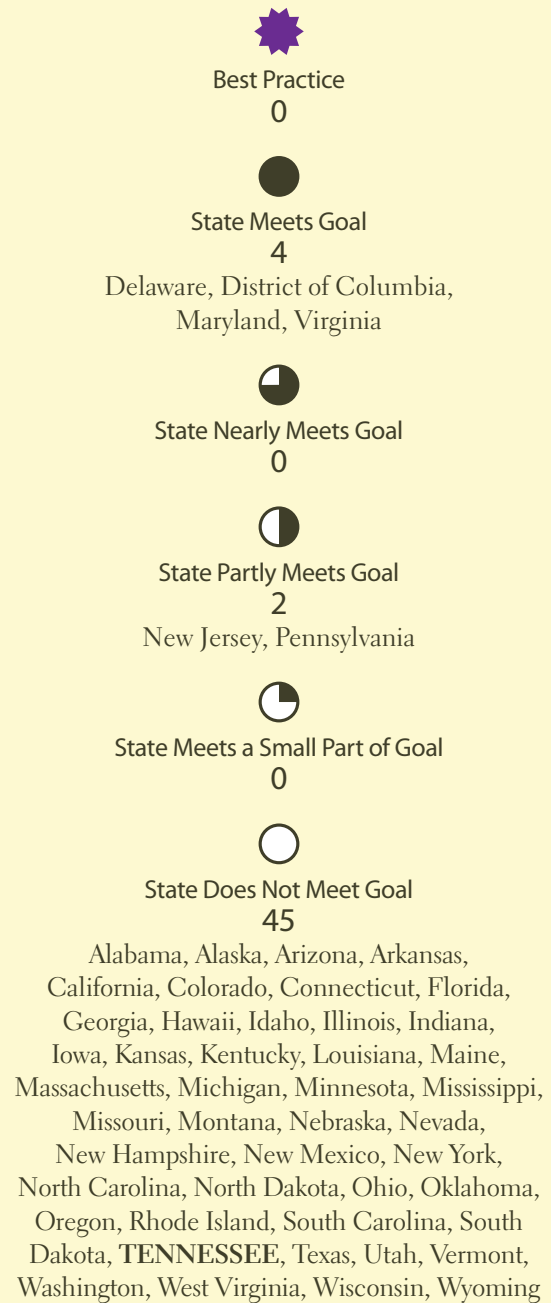 Best Practice
0
State Meets Goal
4
Delaware, District of Columbia,
Maryland, Virginia
State Nearly Meets Goal
0
State Partly Meets Goal
2
New Jersey, Pennsylvania
State Meets a Small Part of Goal
0
State Does Not Meet Goal
45
Alabama, Alaska, Arizona, Arkansas,
California, Colorado, Connecticut, Florida,
Georgia, Hawaii, Idaho, Illinois, Indiana,
Iowa, Kansas, Kentucky, Louisiana, Maine,
Massachusetts, Michigan, Minnesota, Mississippi,
Missouri, Montana, Nebraska, Nevada,
New Hampshire, New Mexico, New York,
North Carolina, North Dakota, Ohio, Oklahoma,
Oregon, Rhode Island, South Carolina, South
Dakota, TENNESSEE, Texas, Utah, Vermont,
Washington, West Virginia, Wisconsin, Wyoming